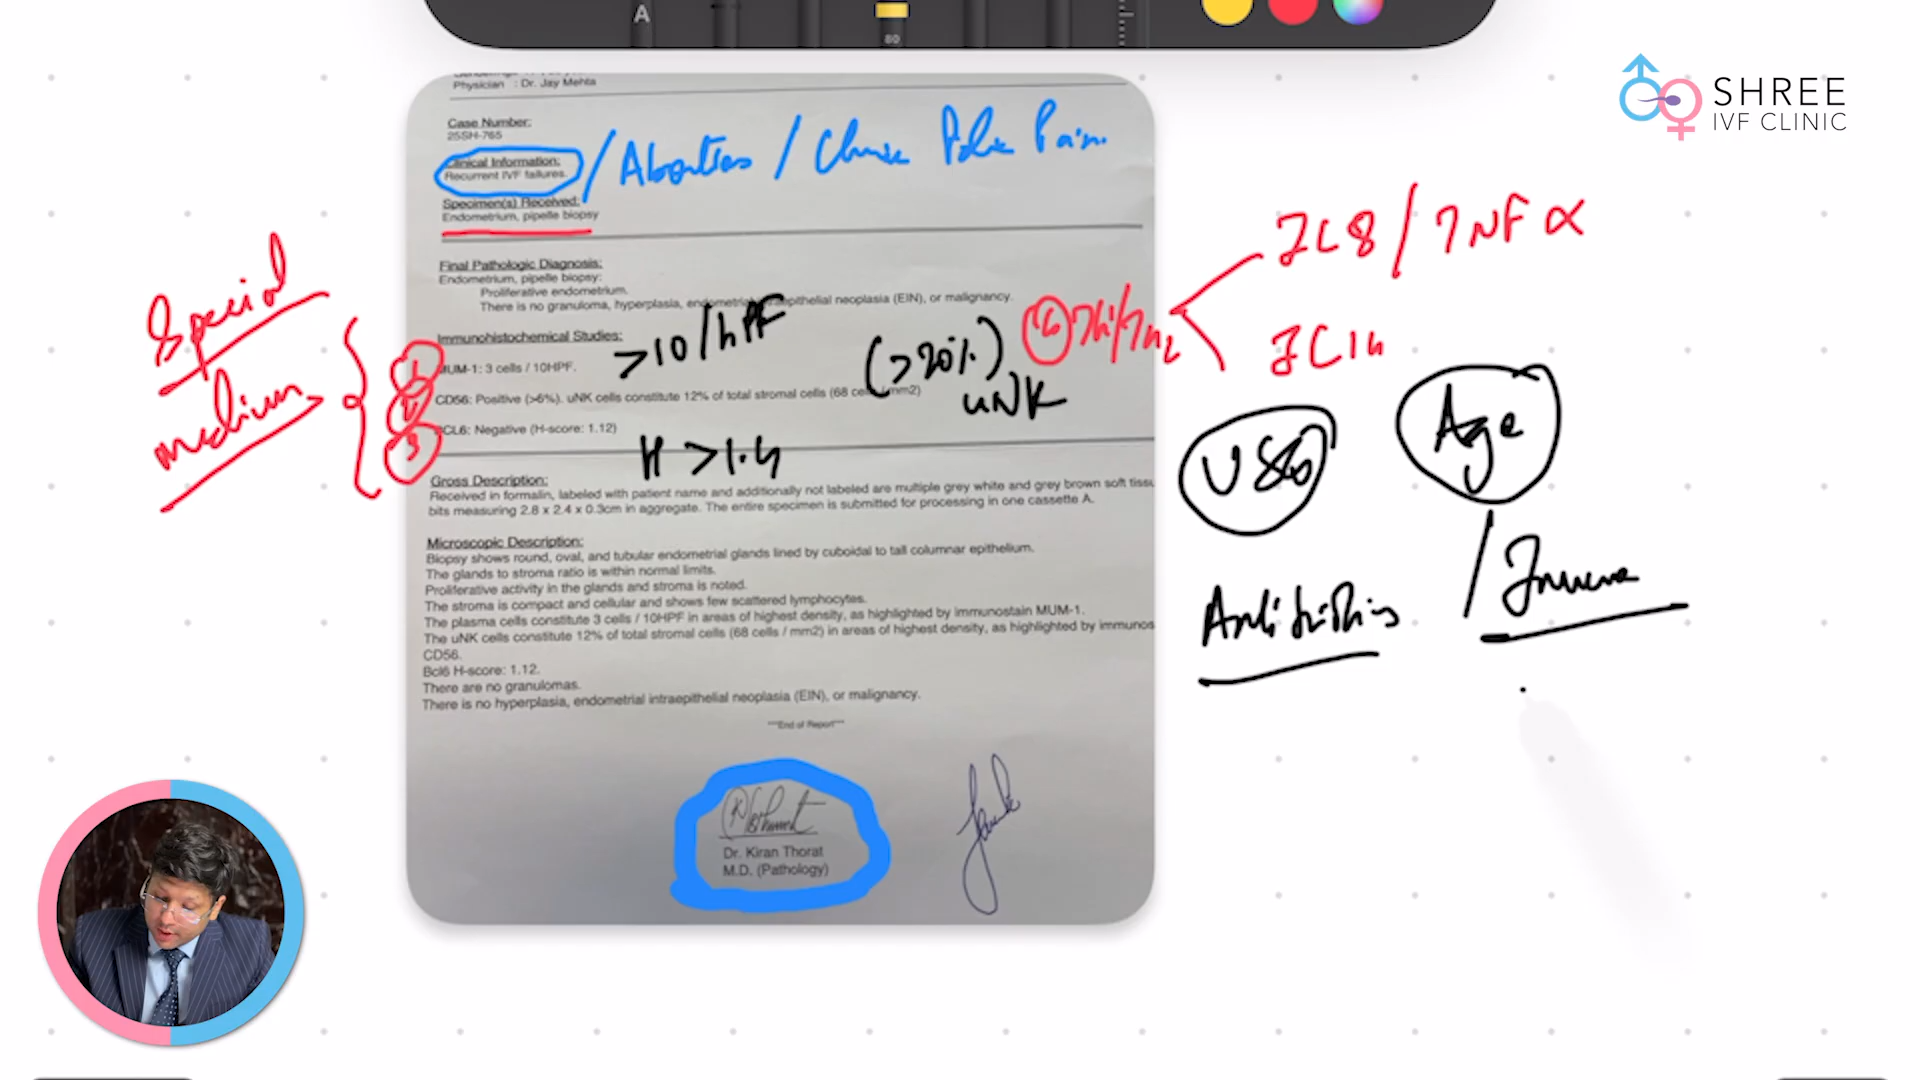 A
80
SHREE
IVF CLINIC
Physician : Dr. Jay Mehta
Case Number:
25SH-765
Clinical Information:
Recurrent IVF failures.
/ Abortions / Chronic Pelvic Pain.
Specimen(s) Received:
Endometrium, pipelle biopsy
Final Pathologic Diagnosis:
Endometrium, pipelle biopsy:
Proliferative endometrium.
There is no granuloma, hyperplasia, endometrial intraepithelial neoplasia (EIN), or malignancy.
Immunohistochemical Studies:
MUM-1: 3 cells / 10HPF.
CD56: Positive (>6%). uNK cells constitute 12% of total stromal cells (68 cells / mm2)
BCL6: Negative (H-score: 1.12)
>10/hPF
(>20%)
uNK
H >1.4
Special
medium
1
2
3
Th1/Th2
IL8 / TNF α
USG
Age
Antibiotics
/ Immune
Gross Description:
Received in formalin, labeled with patient name and additionally not labeled are multiple grey white and grey brown soft tissu
bits measuring 2.8 x 2.4 x 0.3cm in aggregate. The entire specimen is submitted for processing in one cassette A.
Microscopic Description:
Biopsy shows round, oval, and tubular endometrial glands lined by cuboidal to tall columnar epithelium.
The glands to stroma ratio is within normal limits.
Proliferative activity in the glands and stroma is noted.
The stroma is compact and cellular and shows few scattered lymphocytes.
The plasma cells constitute 3 cells / 10HPF in areas of highest density, as highlighted by immunostain MUM-1.
The uNK cells constitute 12% of total stromal cells (68 cells / mm2) in areas of highest density, as highlighted by immunos
CD56.
Bcl6 H-score: 1.12.
There are no granulomas.
There is no hyperplasia, endometrial intraepithelial neoplasia (EIN), or malignancy.
***End of Report***
Dr. Kiran Thorat
M.D. (Pathology)